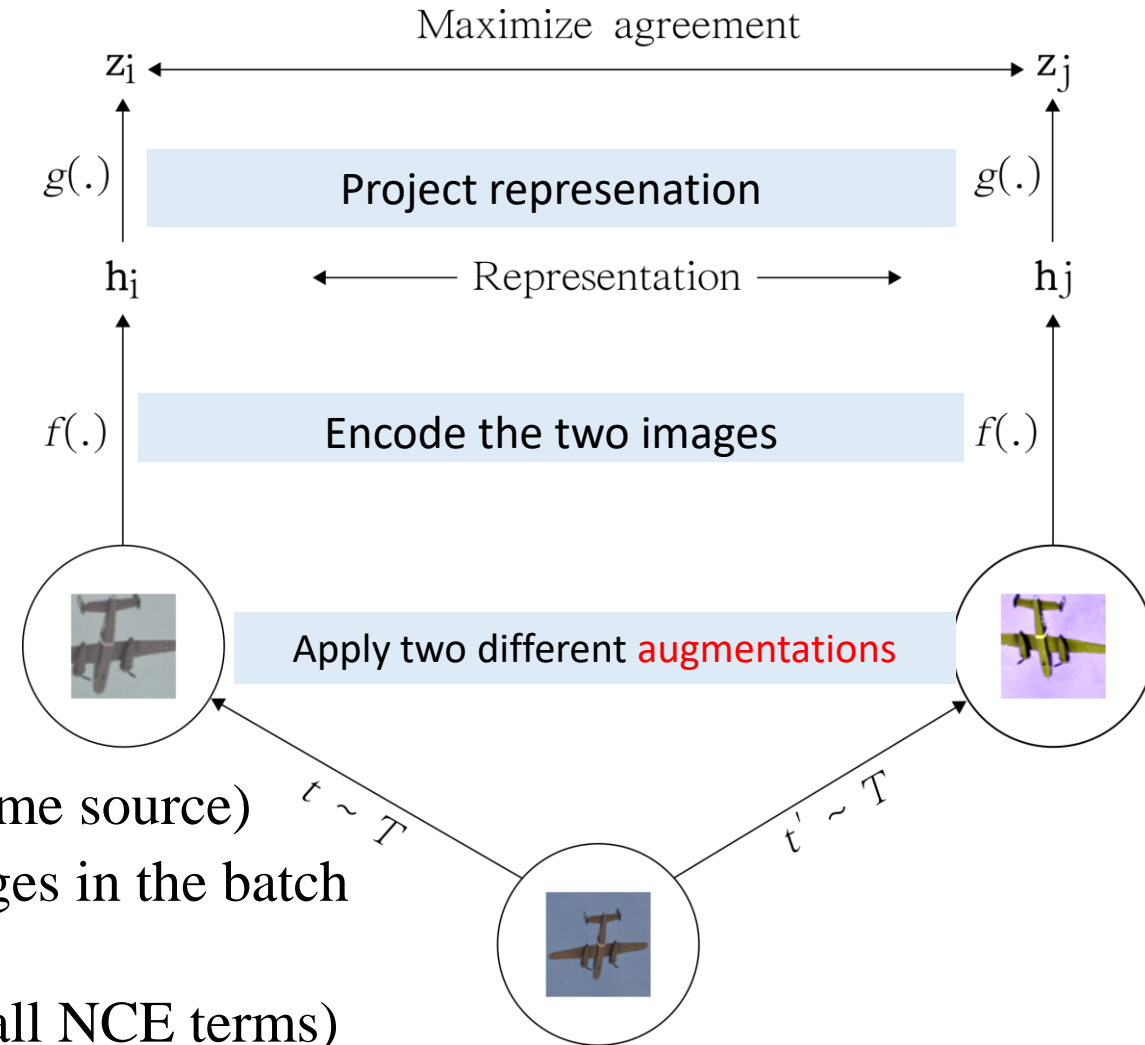 Maximize agreement
zi zj
g(.) Project represenation g(.)
hi Representation hj
f(.) Encode the two images f(.)
Apply two different augmentations
t ~ T t' ~ T
me source)
ges in the batch
all NCE terms)